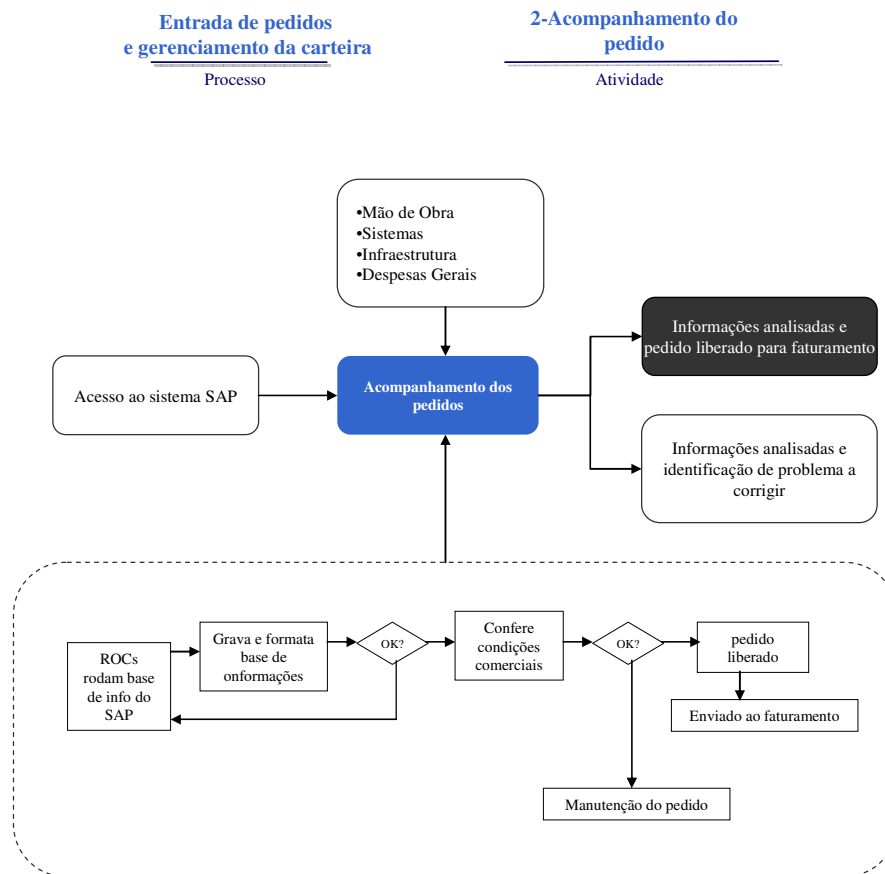 Entrada de pedidos
e gerenciamento da carteira
Processo
2-Acompanhamento do
pedido
Atividade
•Mão de Obra
•Sistemas
•Infraestrutura
•Despesas Gerais
Acesso ao sistema SAP
Acompanhamento dos
pedidos
Informações analisadas e
pedido liberado para faturamento
Informações analisadas e
identificação de problema a
corrigir
ROCs
rodam base
de info do
SAP
Grava e formata
base de
onformações
OK?
Confere
condições
comerciais
OK?
pedido
liberado
Enviado ao faturamento
Manutenção do pedido